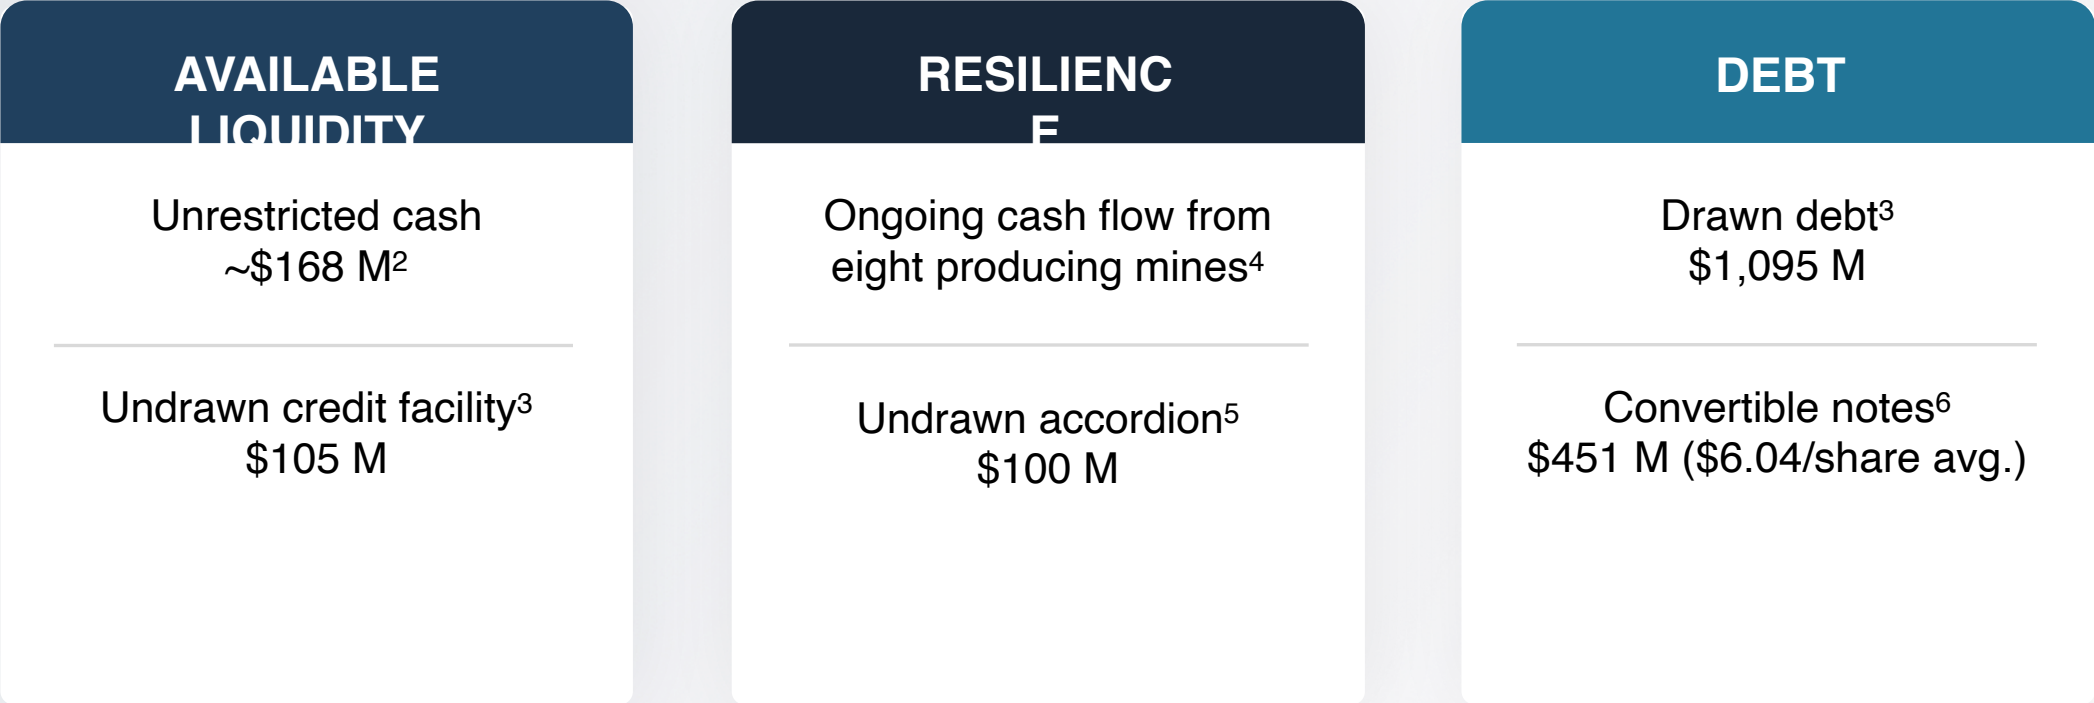 AVAILABLE
LIQUIDITY
Unrestricted cash
~$168 M²
Undrawn credit facility³
$105 M
RESILIENC
E
Ongoing cash flow from
eight producing mines⁴
Undrawn accordion⁵
$100 M
DEBT
Drawn debt³
$1,095 M
Convertible notes⁶
$451 M ($6.04/share avg.)